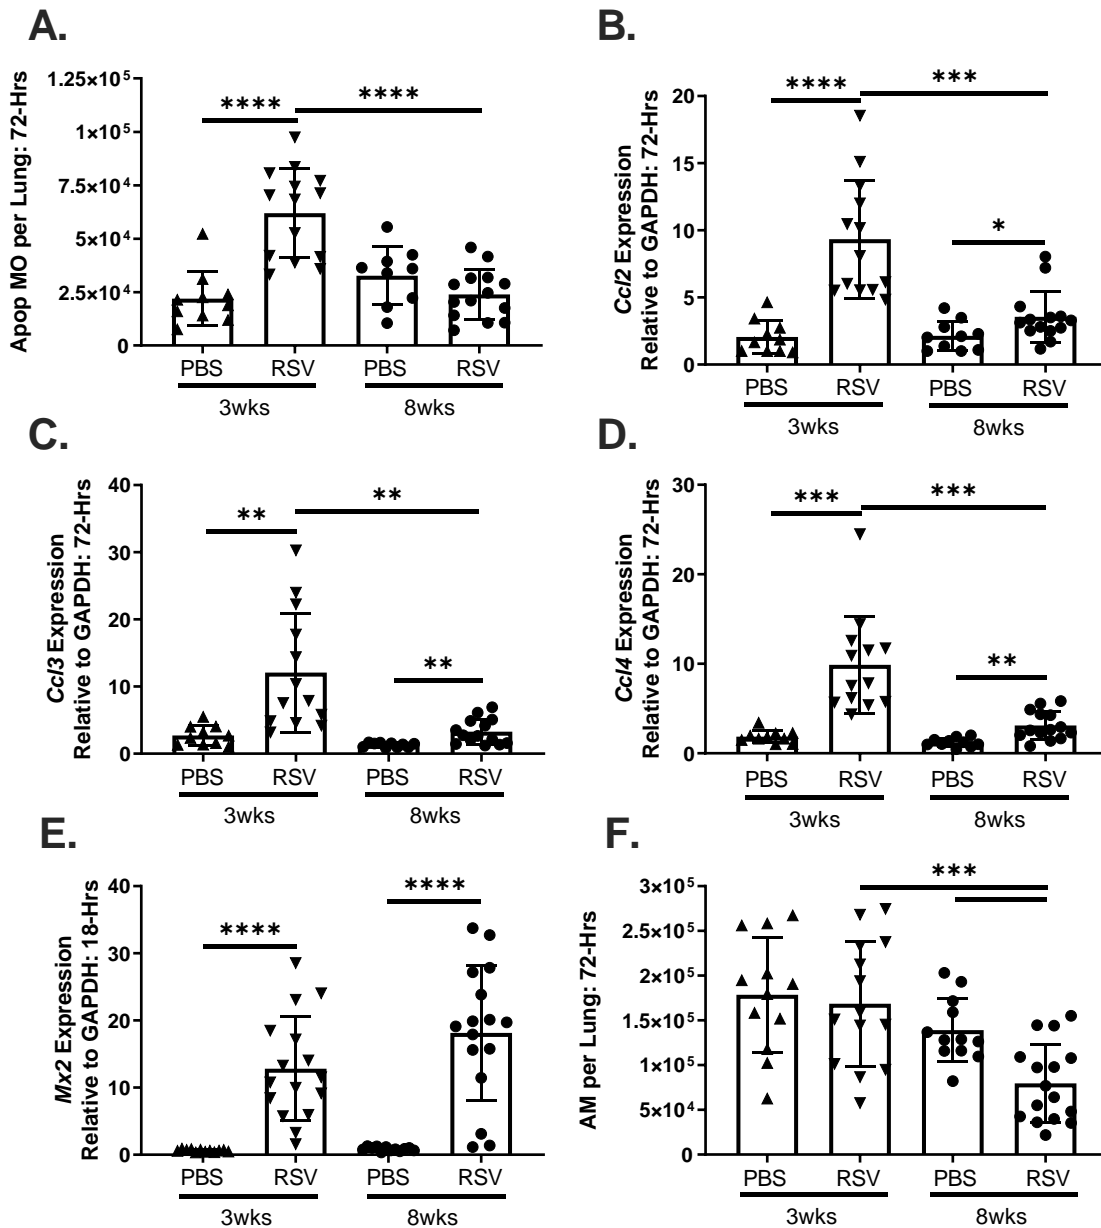 A.
Apop MO per Lung: 72-Hrs
1.25×10⁵
1×10⁵
7.5×10⁴
5×10⁴
2.5×10⁴
0
**** ****
PBS RSV PBS RSV
3wks 8wks
B.
Ccl2 Expression
Relative to GAPDH: 72-Hrs
20
15
10
5
0
**** ***
*
PBS RSV PBS RSV
3wks 8wks
C.
Ccl3 Expression
Relative to GAPDH: 72-Hrs
40
30
20
10
0
** **
**
PBS RSV PBS RSV
3wks 8wks
D.
Ccl4 Expression
Relative to GAPDH: 72-Hrs
30
20
10
0
*** ***
**
PBS RSV PBS RSV
3wks 8wks
E.
Mx2 Expression
Relative to GAPDH: 18-Hrs
40
30
20
10
0
**** ****
PBS RSV PBS RSV
3wks 8wks
F.
AM per Lung: 72-Hrs
3×10⁵
2.5×10⁵
2×10⁵
1.5×10⁵
1×10⁵
5×10⁴
0
***
PBS RSV PBS RSV
3wks 8wks